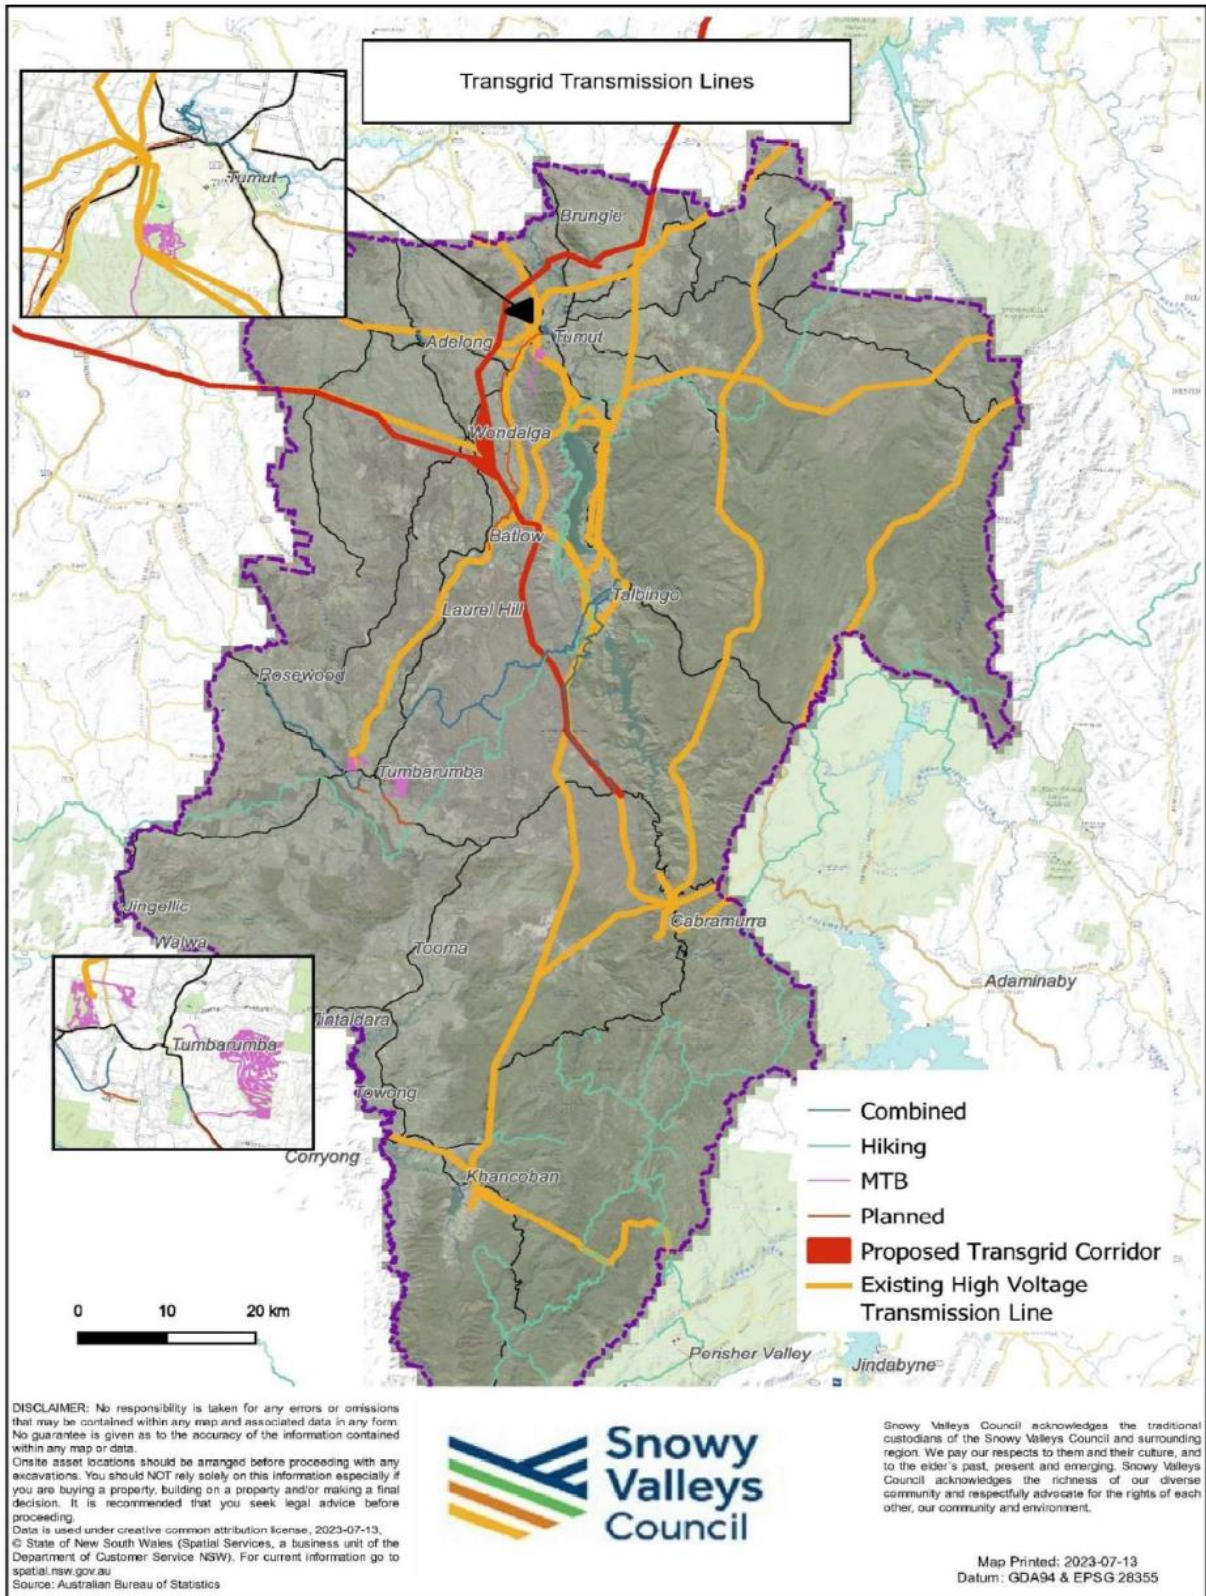 Transgrid Transmission Lines
Tumut
Brungle
Adelong
Tumut
Wondalga
Batlow
Talbingo
Laurel Hill
Rosewood
Tumbarumba
Jingellic
Walwa
Cabramurra
Tooma
Adaminaby
Tintaldara
Tumbarumba
Towong
Corryong
Khancoban
Perisher Valley
Jindabyne
Combined
Hiking
MTB
Planned
Proposed Transgrid Corridor
Existing High Voltage
Transmission Line
0 10 20 km
DISCLAIMER: No responsibility is taken for any errors or omissions
that may be contained within any map and associated data in any form.
No guarantee is given as to the accuracy of the information contained
within any map or data.
Onsite asset locations should be arranged before proceeding with any
excavations. You should NOT rely solely on this information especially if
you are buying a property, building on a property and/or making a final
decision. It is recommended that you seek legal advice before
proceeding.
Data is used under creative common attribution license, 2023-07-13,
© State of New South Wales (Spatial Services, a business unit of the
Department of Customer Service NSW). For current information go to
spatial.nsw.gov.au
Source: Australian Bureau of Statistics
Snowy
Valleys
Council
Snowy Valleys Council acknowledges the traditional
custodians of the Snowy Valleys Council and surrounding
region. We pay our respects to them and their culture, and
to the elder's past, present and emerging. Snowy Valleys
Council acknowledges the richness of our diverse
community and respectfully advocate for the rights of each
other, our community and environment.
Map Printed: 2023-07-13
Datum: GDA94 & EPSG 28355